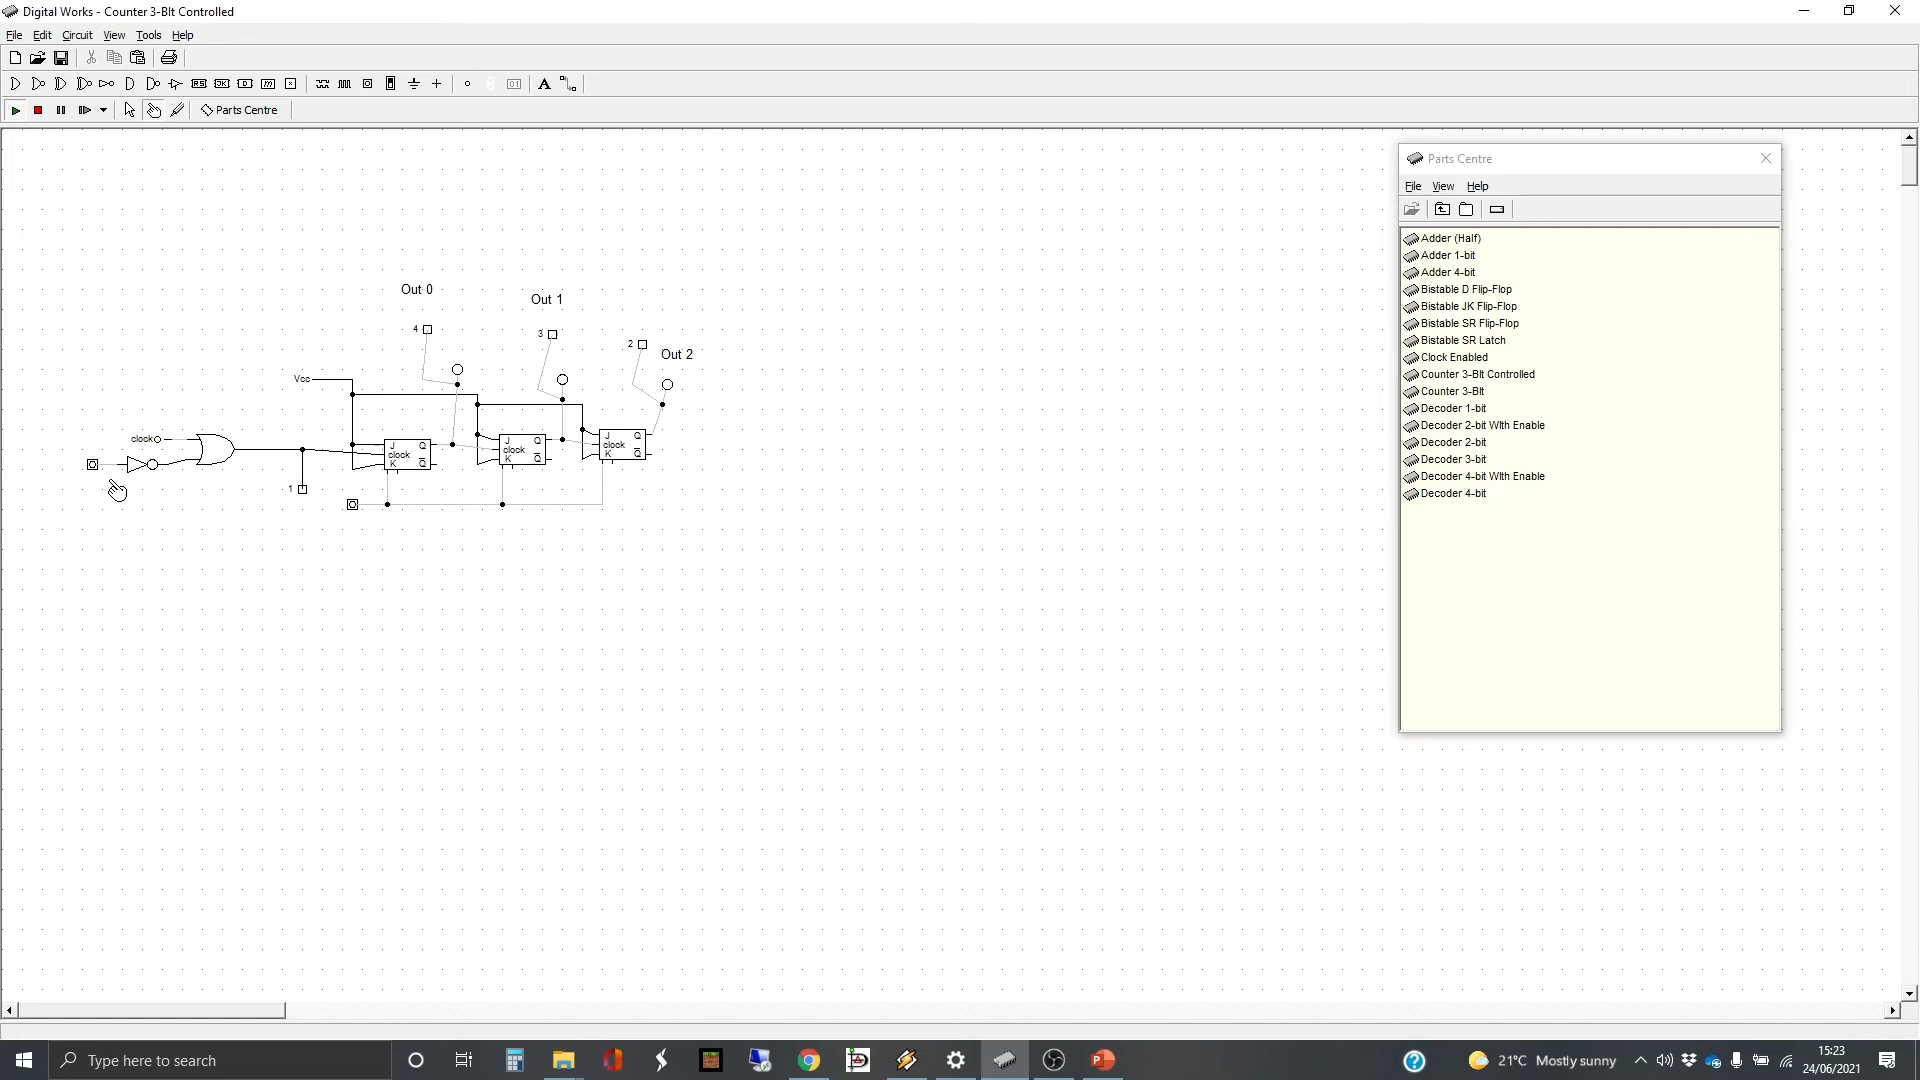 Digital Works - Counter 3-BIt Controlled
File Edit Circuit View Tools Help
RS JK D m x
01 A
Parts Centre
Parts Centre
File View Help
Adder (Half)
Adder 1-bit
Adder 4-bit
Bistable D Flip-Flop
Bistable JK Flip-Flop
Bistable SR Flip-Flop
Bistable SR Latch
Clock Enabled
Counter 3-BIt Controlled
Counter 3-BIt
Decoder 1-bit
Decoder 2-bit WIth Enable
Decoder 2-bit
Decoder 3-bit
Decoder 4-bit WIth Enable
Decoder 4-bit
Out 0
Out 1
4
3
2
Out 2
Vcc
clock
J Q
clock
K Q
J Q
clock
K Q
J Q
clock
K Q
1
Type here to search
21°C Mostly sunny
15:23
24/06/2021